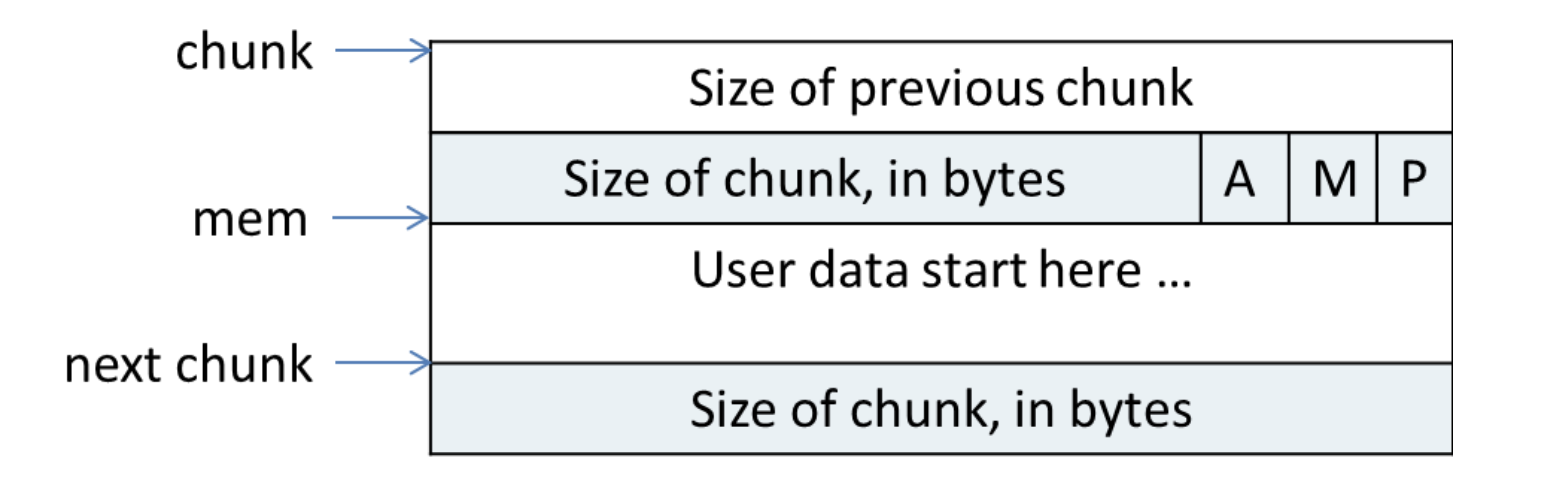 chunk
Size of previous chunk
Size of chunk, in bytes A M P
mem
User data start here ...
next chunk
Size of chunk, in bytes